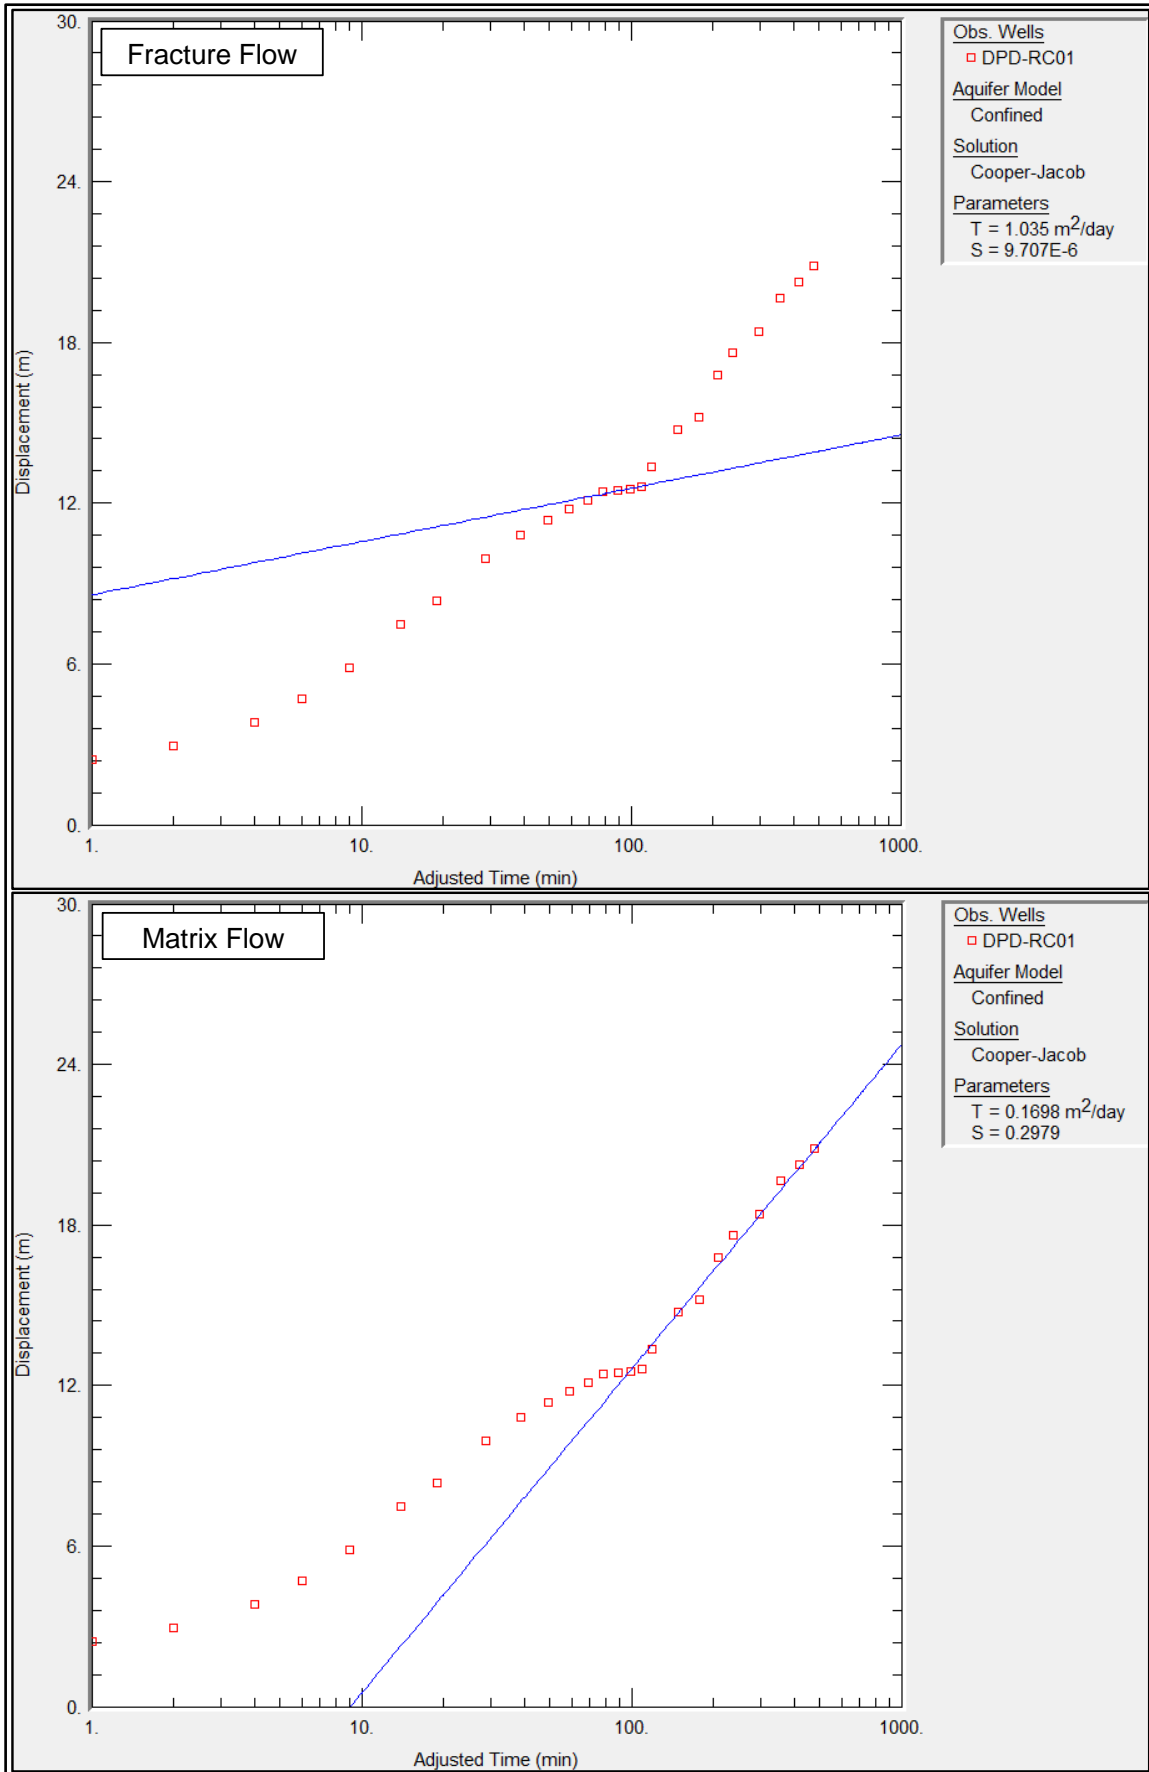 Fracture Flow
30.
24.
18.
12.
6.
0.
Displacement (m)
1.
10.
100.
1000.
Adjusted Time (min)
Obs. Wells
DPD-RC01
Aquifer Model
Confined
Solution
Cooper-Jacob
Parameters
T = 1.035 m2/day
S = 9.707E-6
Matrix Flow
30.
24.
18.
12.
6.
0.
Displacement (m)
1.
10.
100.
1000.
Adjusted Time (min)
Obs. Wells
DPD-RC01
Aquifer Model
Confined
Solution
Cooper-Jacob
Parameters
T = 0.1698 m2/day
S = 0.2979